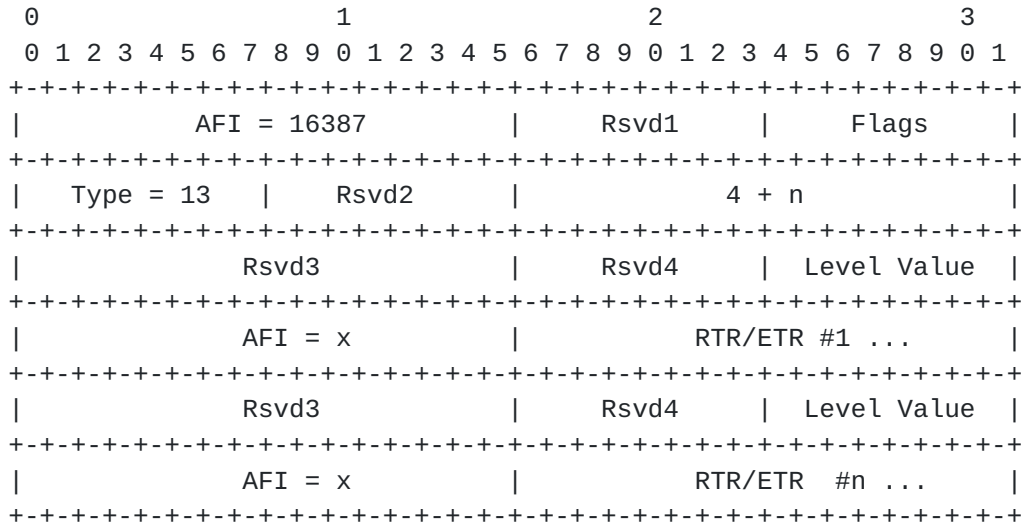 0                   1                   2                   3
 0 1 2 3 4 5 6 7 8 9 0 1 2 3 4 5 6 7 8 9 0 1 2 3 4 5 6 7 8 9 0 1
+-+-+-+-+-+-+-+-+-+-+-+-+-+-+-+-+-+-+-+-+-+-+-+-+-+-+-+-+-+-+-+-+
|           AFI = 16387         |     Rsvd1     |     Flags     |
+-+-+-+-+-+-+-+-+-+-+-+-+-+-+-+-+-+-+-+-+-+-+-+-+-+-+-+-+-+-+-+-+
|   Type = 13   |    Rsvd2      |             4 + n             |
+-+-+-+-+-+-+-+-+-+-+-+-+-+-+-+-+-+-+-+-+-+-+-+-+-+-+-+-+-+-+-+-+
|              Rsvd3            |     Rsvd4     |  Level Value  |
+-+-+-+-+-+-+-+-+-+-+-+-+-+-+-+-+-+-+-+-+-+-+-+-+-+-+-+-+-+-+-+-+
|              AFI = x          |           RTR/ETR #1 ...      |
+-+-+-+-+-+-+-+-+-+-+-+-+-+-+-+-+-+-+-+-+-+-+-+-+-+-+-+-+-+-+-+-+
|              Rsvd3            |     Rsvd4     |  Level Value  |
+-+-+-+-+-+-+-+-+-+-+-+-+-+-+-+-+-+-+-+-+-+-+-+-+-+-+-+-+-+-+-+-+
|              AFI = x          |           RTR/ETR  #n ...     |
+-+-+-+-+-+-+-+-+-+-+-+-+-+-+-+-+-+-+-+-+-+-+-+-+-+-+-+-+-+-+-+-+